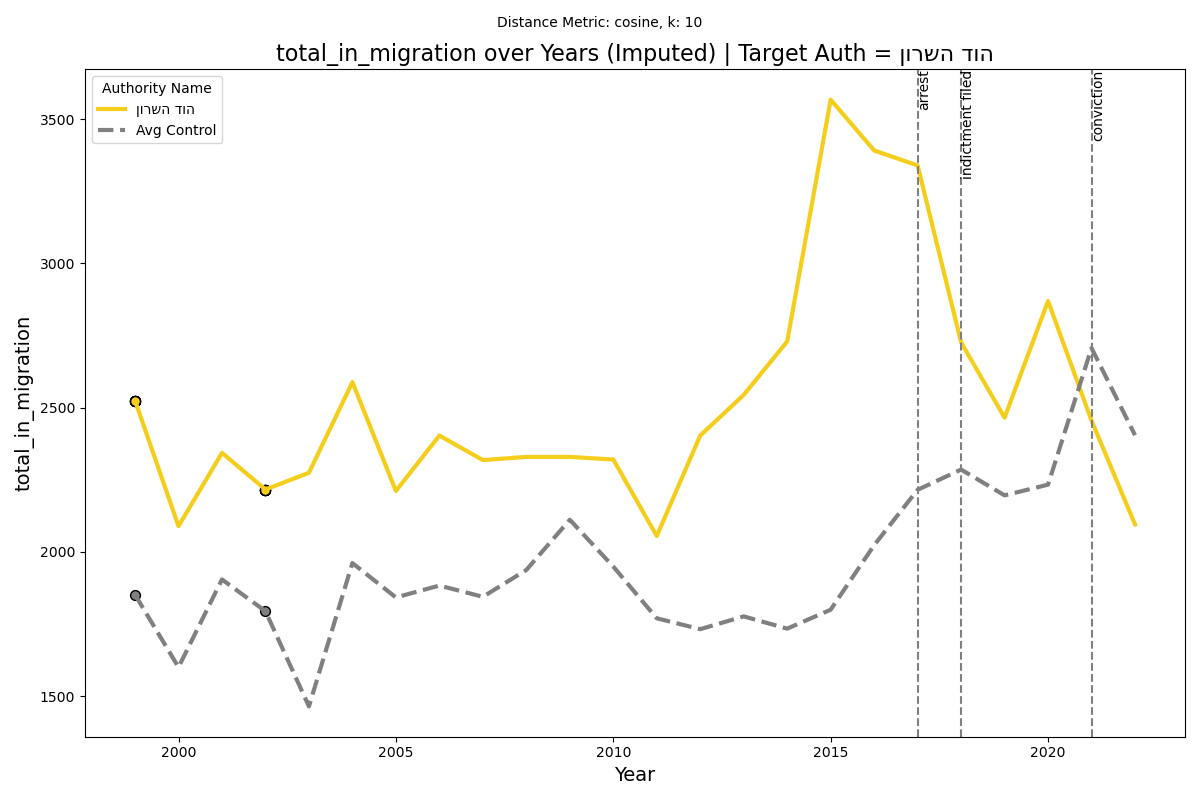 Distance Metric: cosine, k: 10
total_in_migration over Years (Imputed) | Target Auth = הוד השרון
Authority Name
הוד השרון
Avg Control
arrest
indictment filed
conviction
3500
3000
2500
2000
1500
total_in_migration
2000
2005
2010
2015
2020
Year